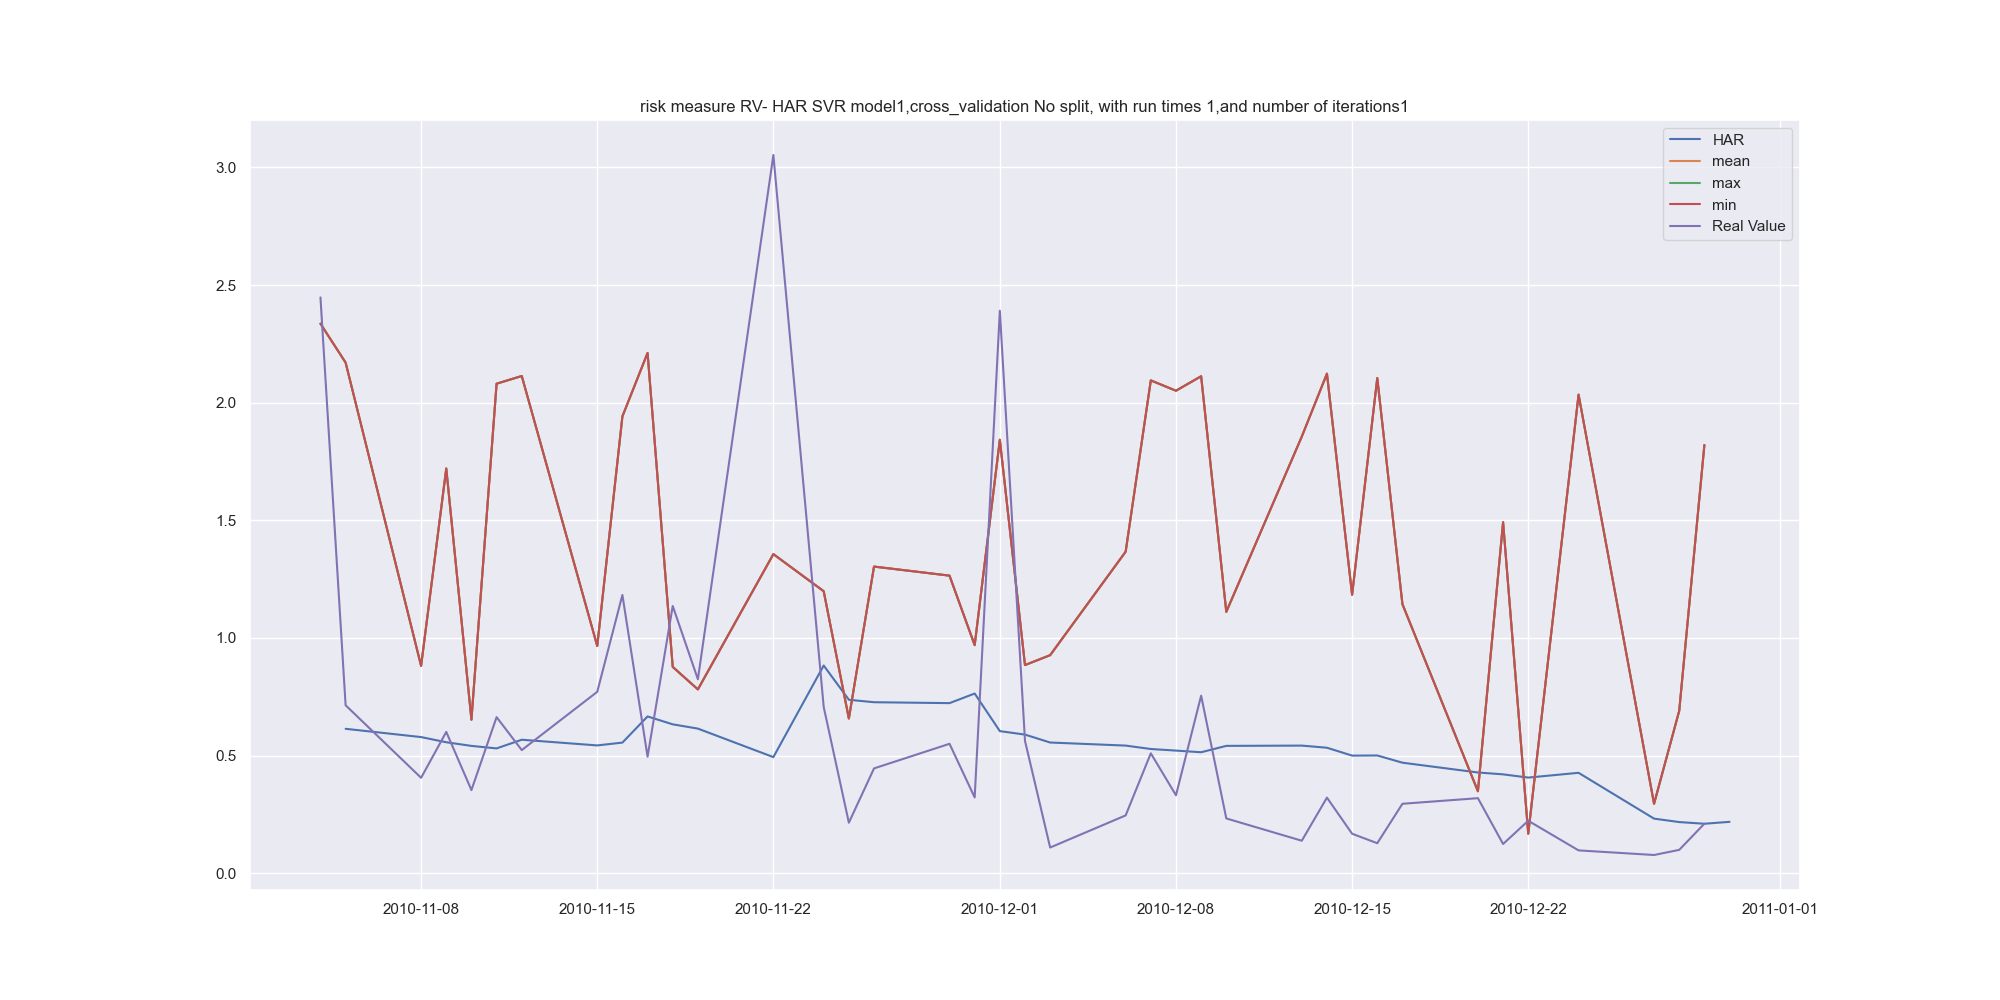 risk measure RV- HAR SVR model1,cross_validation No split, with run times 1,and number of iterations1
HAR
mean
max
min
Real Value
3.0
2.5
2.0
1.5
1.0
0.5
0.0
2010-11-08
2010-11-15
2010-11-22
2010-12-01
2010-12-08
2010-12-15
2010-12-22
2011-01-01